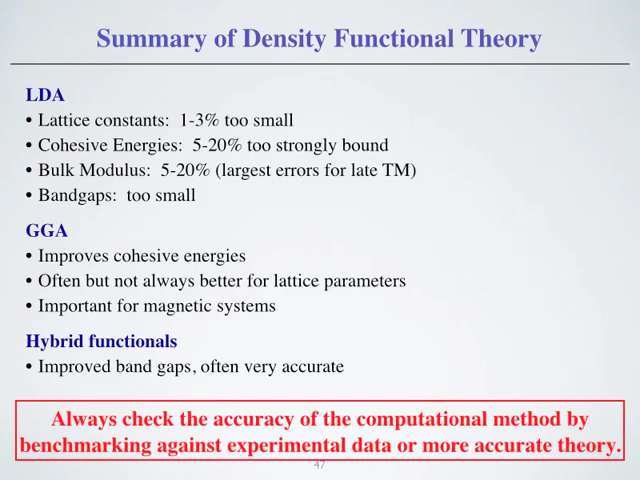 Summary of Density Functional Theory
LDA
• Lattice constants: 1-3% too small
• Cohesive Energies: 5-20% too strongly bound
• Bulk Modulus: 5-20% (largest errors for late TM)
• Bandgaps: too small
GGA
• Improves cohesive energies
• Often but not always better for lattice parameters
• Important for magnetic systems
Hybrid functionals
• Improved band gaps, often very accurate
Always check the accuracy of the computational method by
benchmarking against experimental data or more accurate theory.
47